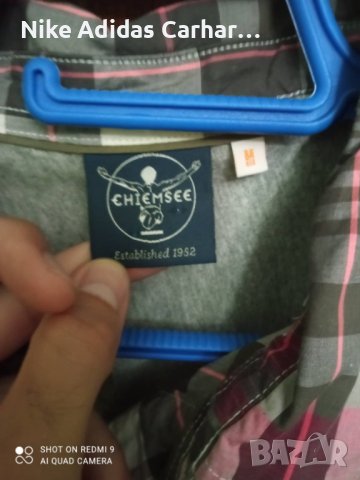 Nike Adidas Carhar...
M
CHIEMSEE
Established 1952
SHOT ON REDMI 9
AI QUAD CAMERA
BAZAR